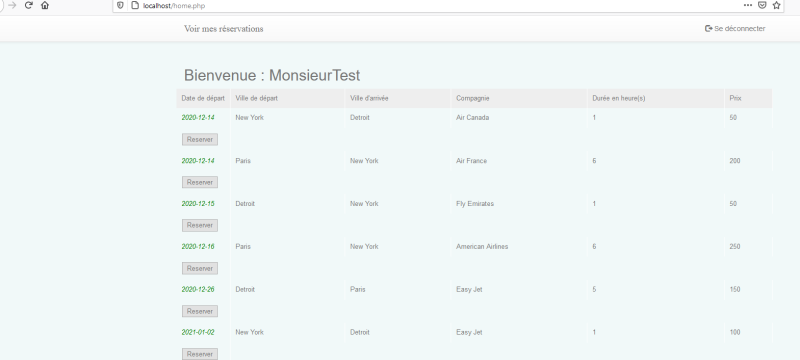 localhost/home.php
Voir mes réservations Se déconnecter
Bienvenue : MonsieurTest
Date de départ Ville de départ Ville d'arrivée Compagnie Durée en heure(s) Prix
2020-12-14 New York Detroit Air Canada 1 50
Reserver
2020-12-14 Paris New York Air France 6 200
Reserver
2020-12-15 Detroit New York Fly Emirates 1 50
Reserver
2020-12-16 Paris New York American Airlines 6 250
Reserver
2020-12-26 Detroit Paris Easy Jet 5 150
Reserver
2021-01-02 New York Detroit Easy Jet 1 100
Reserver